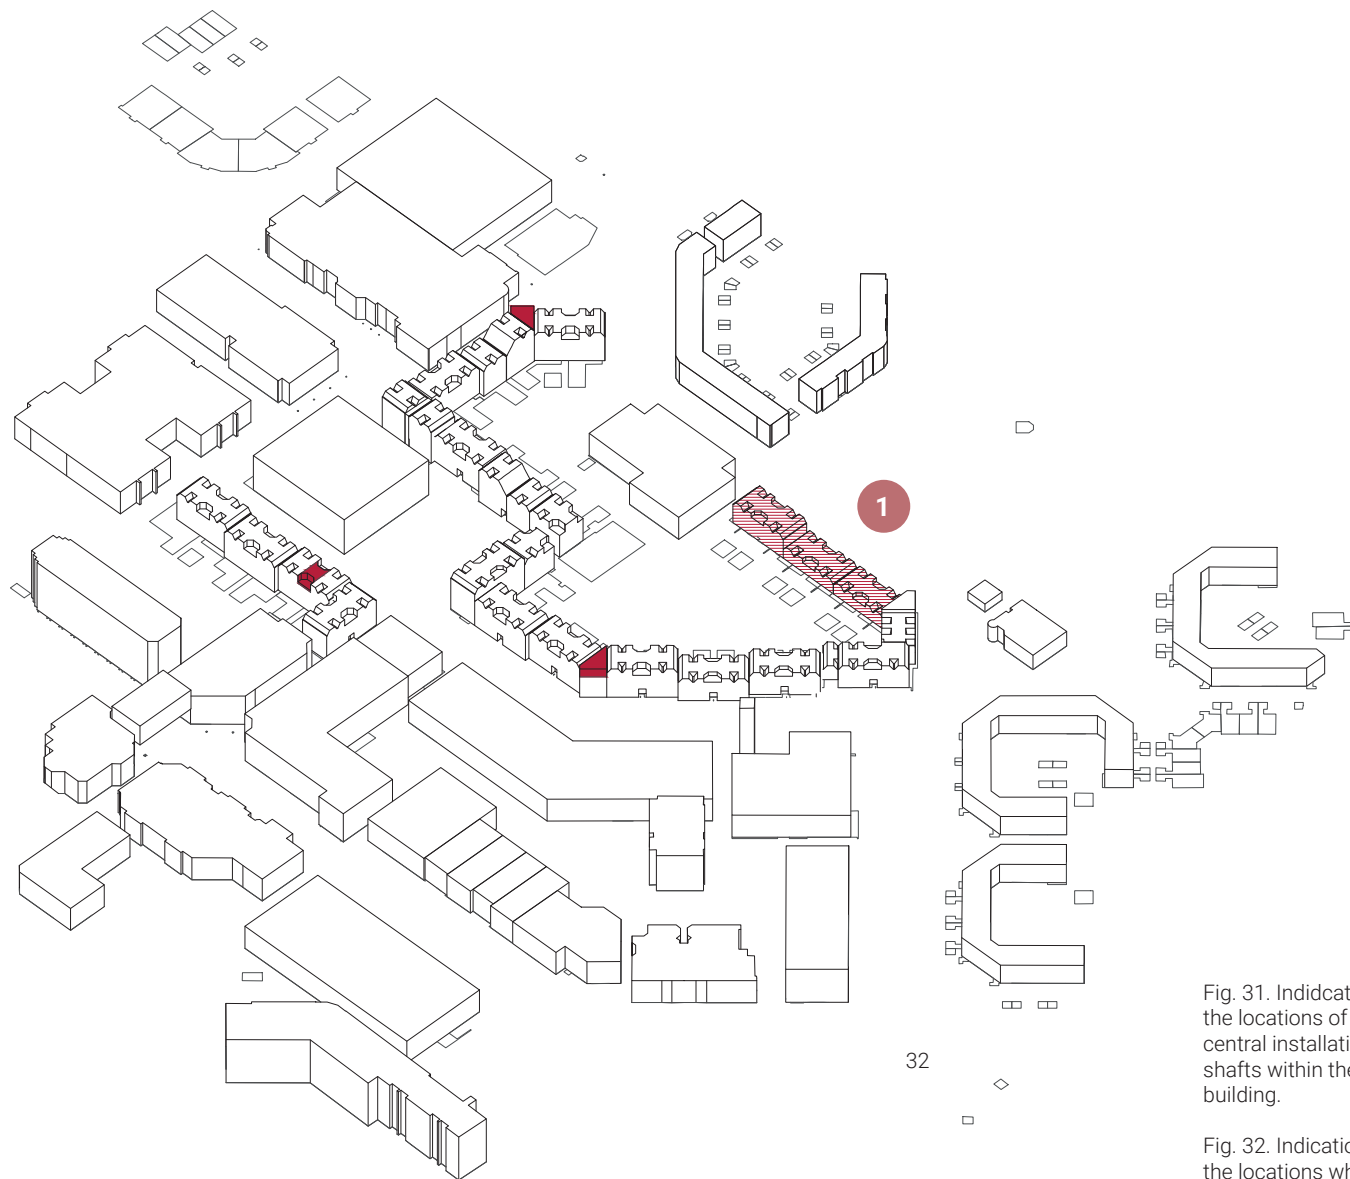 1
32
Fig. 31. Indidcat
the locations of
central installati
shafts within the
building.
Fig. 32. Indicatio
the locations wh